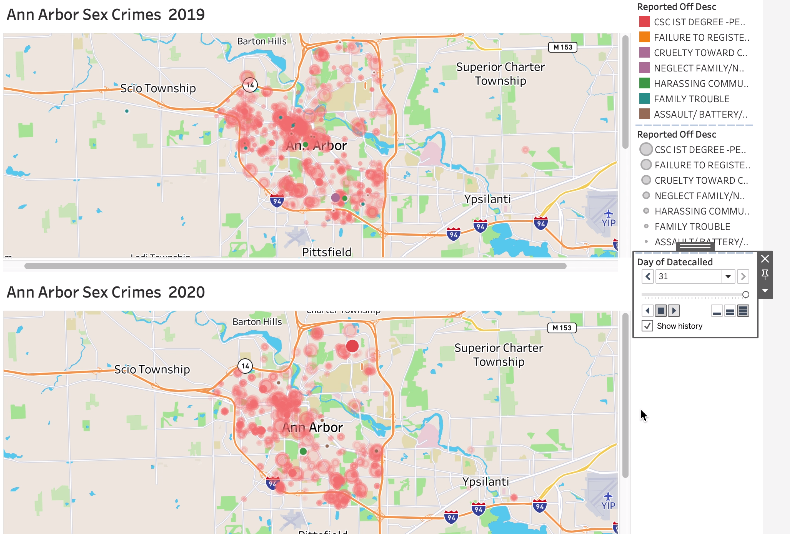 Ann Arbor Sex Crimes 2019
Barton Hills
M 153
Superior Charter
Township
14
Scio Township
Ann Arbor
94
Ypsilanti
94
94
94
YIP
Pittsfield
Lodi Township
Ann Arbor Sex Crimes 2020
Charter Township
Barton Hills
M 153
Superior Charter
Township
14
Scio Township
Ann Arbor
94
Ypsilanti
94
94
94
YIP
Pittsfield
Reported Off Desc
CSC IST DEGREE -PE..
FAILURE TO REGISTE..
CRUELTY TOWARD C..
NEGLECT FAMILY/N..
HARASSING COMMU..
FAMILY TROUBLE
ASSAULT/ BATTERY/..
Reported Off Desc
CSC IST DEGREE -PE..
FAILURE TO REGISTE..
CRUELTY TOWARD C..
NEGLECT FAMILY/N..
HARASSING COMMU..
FAMILY TROUBLE
ASSAULT/ BATTERY/..
Day of Datecalled
31
Show history